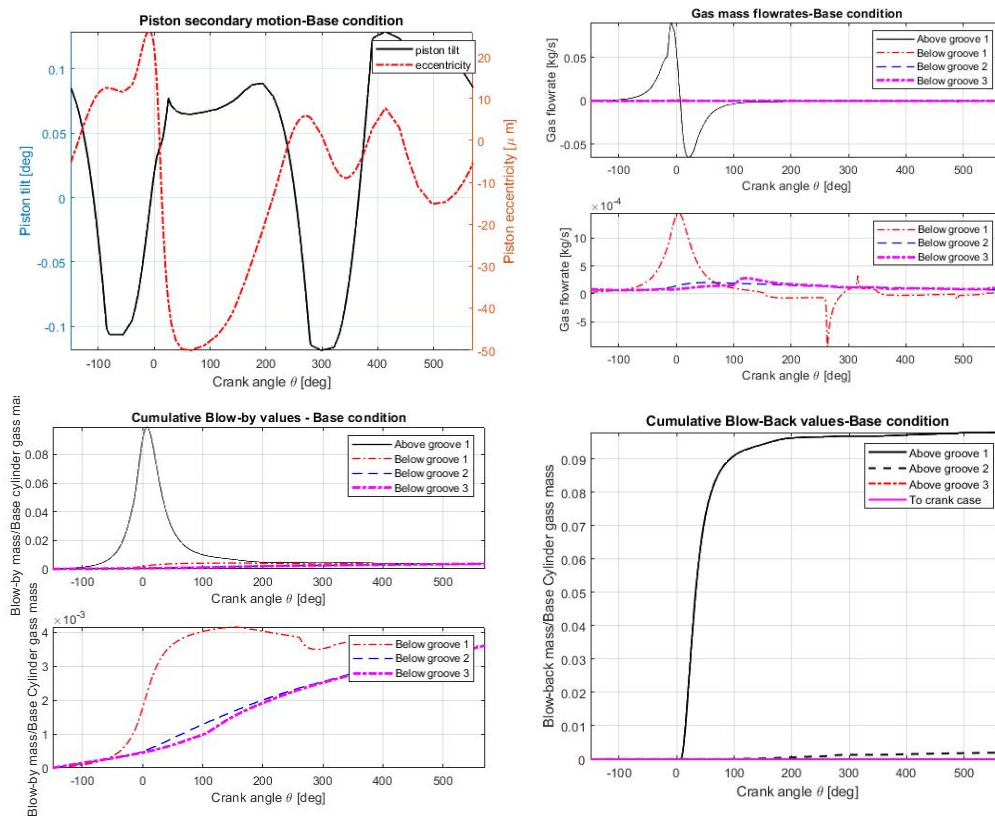 Piston secondary motion-Base condition
piston tilt
eccentricity
0.1
0.05
0
-0.05
-0.1
Piston tilt [deg]
20
10
0
-10
-20
-30
-40
-50
Piston eccentricity [μ m]
-100 0 100 200 300 400 500
Crank angle θ [deg]
Gas mass flowrates-Base condition
Above groove 1
Below groove 1
Below groove 2
Below groove 3
0.05
0
-0.05
Gas flowrate [kg/s]
-100 0 100 200 300 400 500
Crank angle θ [deg]
×10⁻⁴
Below groove 1
Below groove 2
Below groove 3
10
5
0
-5
Gas flowrate [kg/s]
-100 0 100 200 300 400 500
Crank angle θ [deg]
Cumulative Blow-by values - Base condition
Above groove 1
Below groove 1
Below groove 2
Below groove 3
0.08
0.06
0.04
0.02
0
Blow-by mass/Base cylinder gass
-100 0 100 200 300 400 500
Crank angle θ [deg]
×10⁻³
Below groove 1
Below groove 2
Below groove 3
4
3
2
1
0
Blow-by mass/Base Cylinder gass mass
-100 0 100 200 300 400 500
Crank angle θ [deg]
Cumulative Blow-Back values-Base condition
Above groove 1
Above groove 2
Above groove 3
To crank case
0.09
0.08
0.07
0.06
0.05
0.04
0.03
0.02
0.01
0
Blow-back mass/Base Cylinder gass mass
-100 0 100 200 300 400 500
Crank angle θ [deg]